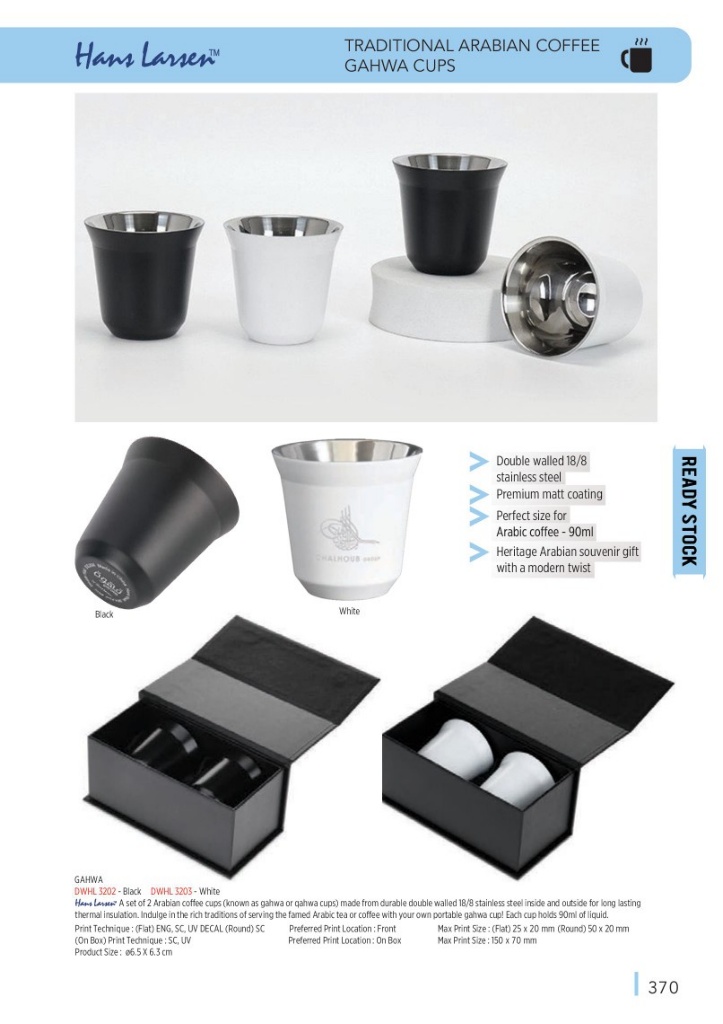 Hans Larsen™
TRADITIONAL ARABIAN COFFEE
GAHWA CUPS
Double walled 18/8
stainless steel
Premium matt coating
Perfect size for
Arabic coffee - 90ml
Heritage Arabian souvenir gift
with a modern twist
READY STOCK
Black
White
GAHWA
DWHL 3202 - Black DWHL 3203 - White
Hans Larsen™ A set of 2 Arabian coffee cups (known as gahwa or qahwa cups) made from durable double walled 18/8 stainless steel inside and outside for long lasting
thermal insulation. Indulge in the rich traditions of serving the famed Arabic tea or coffee with your own portable gahwa cup! Each cup holds 90ml of liquid.
Print Technique : (Flat) ENG, SC, UV DECAL (Round) SC Preferred Print Location : Front Max Print Size : (Flat) 25 x 20 mm (Round) 50 x 20 mm
(On Box) Print Technique : SC, UV Preferred Print Location : On Box Max Print Size : 150 x 70 mm
Product Size : ø6.5 X 6.3 cm
370